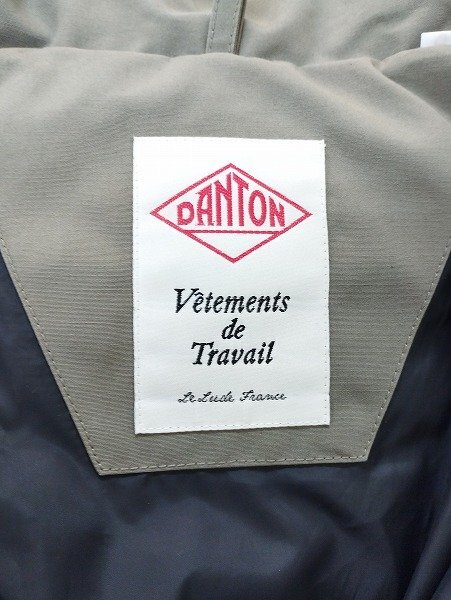 DANTON
Vêtements
de
Travail
Le Lude France